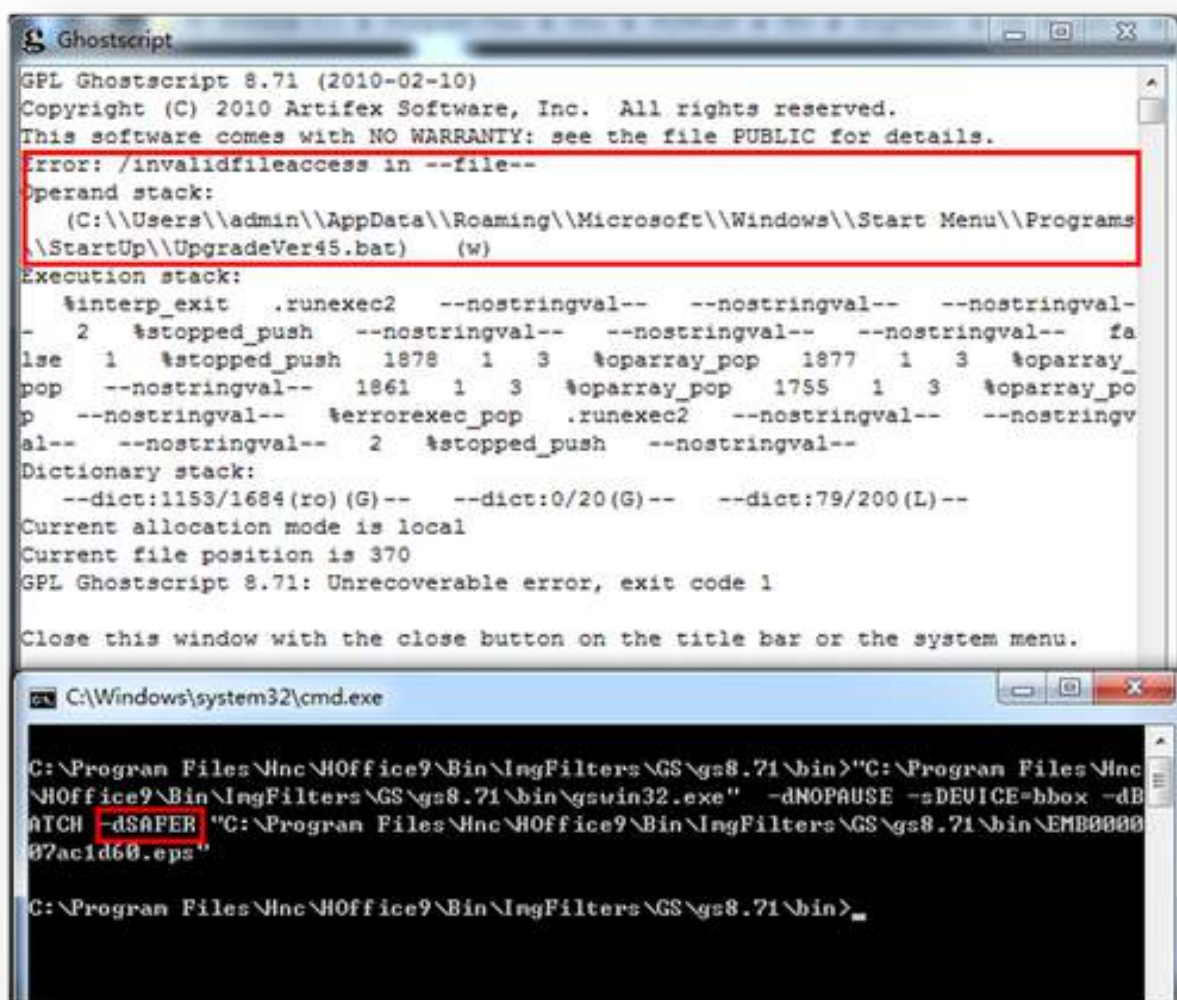 Ghostscript
GPL Ghostscript 8.71 (2010-02-10)
Copyright (C) 2010 Artifex Software, Inc.  All rights reserved.
This software comes with NO WARRANTY: see the file PUBLIC for details.
Error: /invalidfileaccess in --file--
Operand stack:
   (C:\\Users\\admin\\AppData\\Roaming\\Microsoft\\Windows\\Start Menu\\Programs
\\StartUp\\UpgradeVer45.bat)   (w)
Execution stack:
   %interp_exit   .runexec2   --nostringval--   --nostringval--   --nostringval-
-   2   %stopped_push   --nostringval--   --nostringval--   --nostringval--   fa
lse   1   %stopped_push   1878   1   3   %oparray_pop   1877   1   3   %oparray_
pop   --nostringval--   1861   1   3   %oparray_pop   1755   1   3   %oparray_po
p   --nostringval--   %errorexec_pop   .runexec2   --nostringval--   --nostringv
al--   --nostringval--   2   %stopped_push   --nostringval--
Dictionary stack:
   --dict:1153/1684(ro)(G)--   --dict:0/20(G)--   --dict:79/200(L)--
Current allocation mode is local
Current file position is 370
GPL Ghostscript 8.71: Unrecoverable error, exit code 1
Close this window with the close button on the title bar or the system menu.
C:\Windows\system32\cmd.exe
C:\Program Files\Hnc\HOffice9\Bin\ImgFilters\GS\gs8.71\bin>"C:\Program Files\Hnc
\HOffice9\Bin\ImgFilters\GS\gs8.71\bin\gswin32.exe"  -dNOPAUSE -sDEVICE=bbox -dB
ATCH -dSAFER "C:\Program Files\Hnc\HOffice9\Bin\ImgFilters\GS\gs8.71\bin\EMB0000
07ac1d60.eps"
C:\Program Files\Hnc\HOffice9\Bin\ImgFilters\GS\gs8.71\bin>_